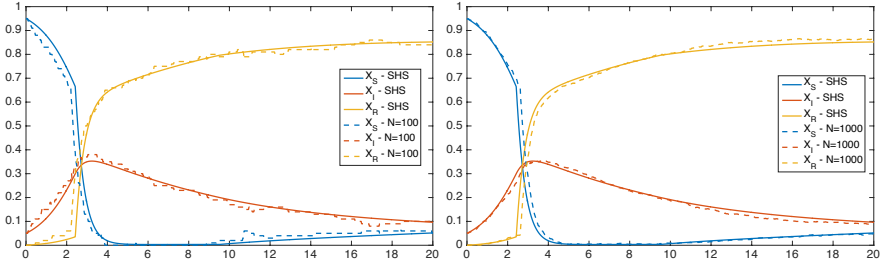 1
0.9
0.8
0.7
0.6
0.5
0.4
0.3
0.2
0.1
0
0 2 4 6 8 10 12 14 16 18 20
X_S - SHS
X_I - SHS
X_R - SHS
X_S - N=100
X_I - N=100
X_R - N=100
1
0.9
0.8
0.7
0.6
0.5
0.4
0.3
0.2
0.1
0
0 2 4 6 8 10 12 14 16 18 20
X_S - SHS
X_I - SHS
X_R - SHS
X_S - N=1000
X_I - N=1000
X_R - N=1000